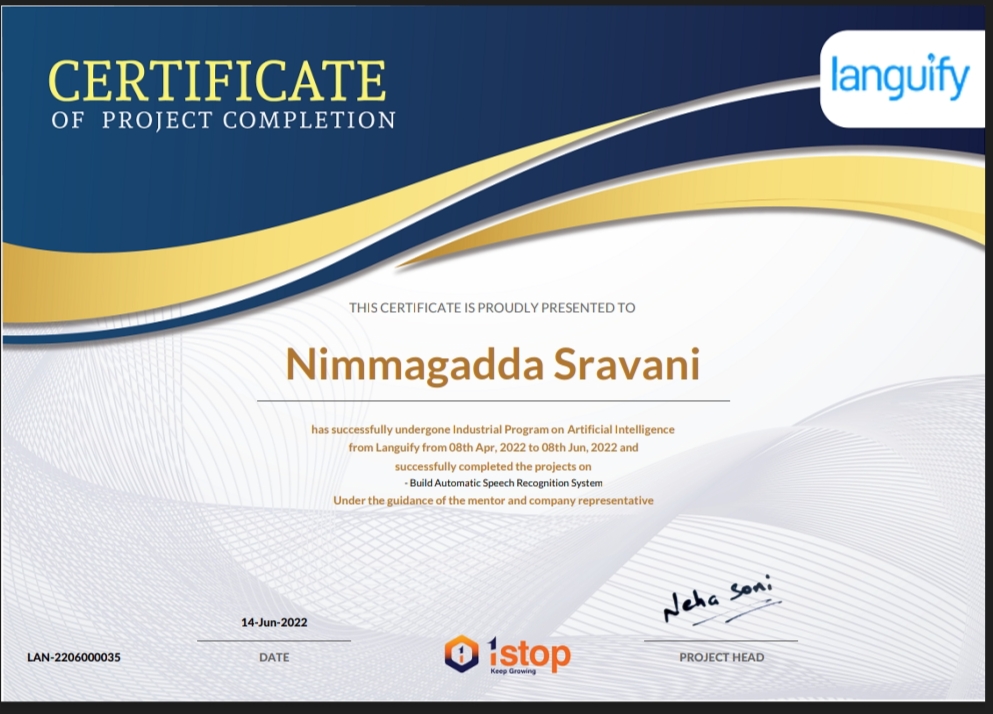 CERTIFICATE
OF PROJECT COMPLETION
languify
THIS CERTIFICATE IS PROUDLY PRESENTED TO
Nimmagadda Sravani
has successfully undergone Industrial Program on Artificial Intelligence
from Languify from 08th Apr, 2022 to 08th Jun, 2022 and
successfully completed the projects on
- Build Automatic Speech Recognition System
Under the guidance of the mentor and company representative
Neha Soni
14-Jun-2022
LAN-2206000035
DATE
1stop
Keep Growing
PROJECT HEAD